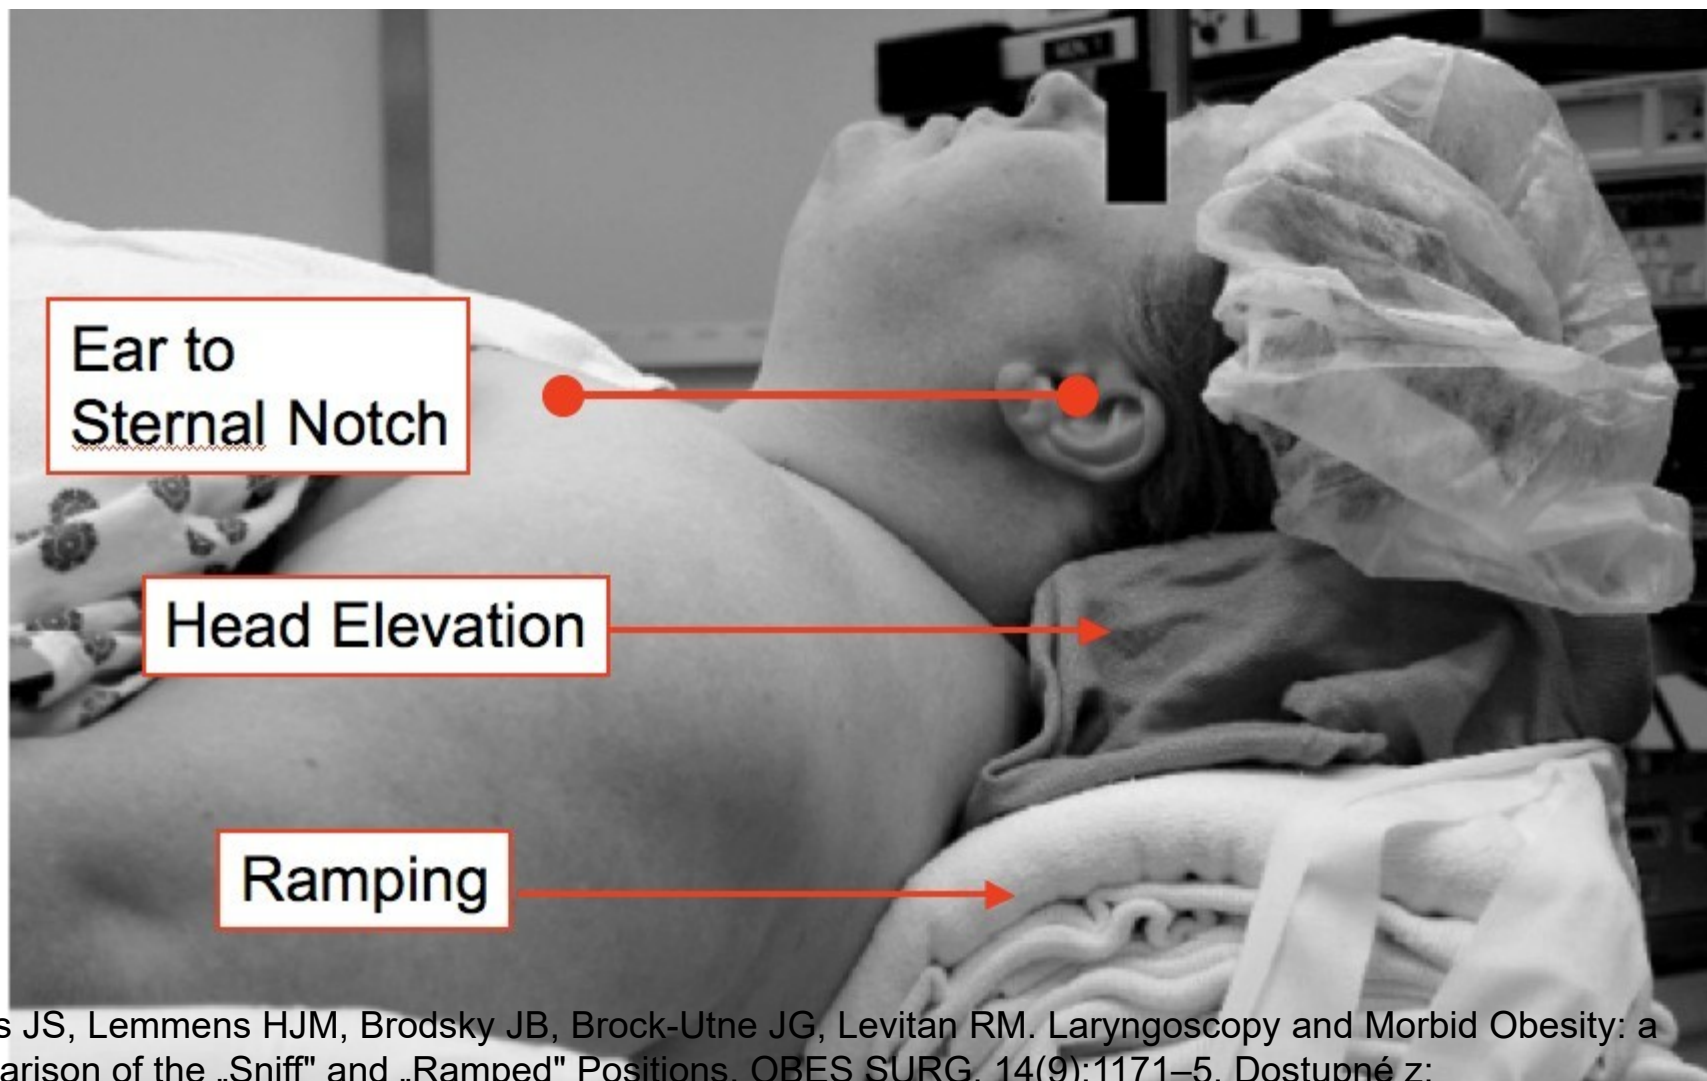 Ear to
Sternal Notch
Head Elevation
Ramping
s JS, Lemmens HJM, Brodsky JB, Brock-Utne JG, Levitan RM. Laryngoscopy and Morbid Obesity: a
arison of the „Sniff" and „Ramped" Positions. OBES SURG. 14(9):1171–5. Dostupné z: